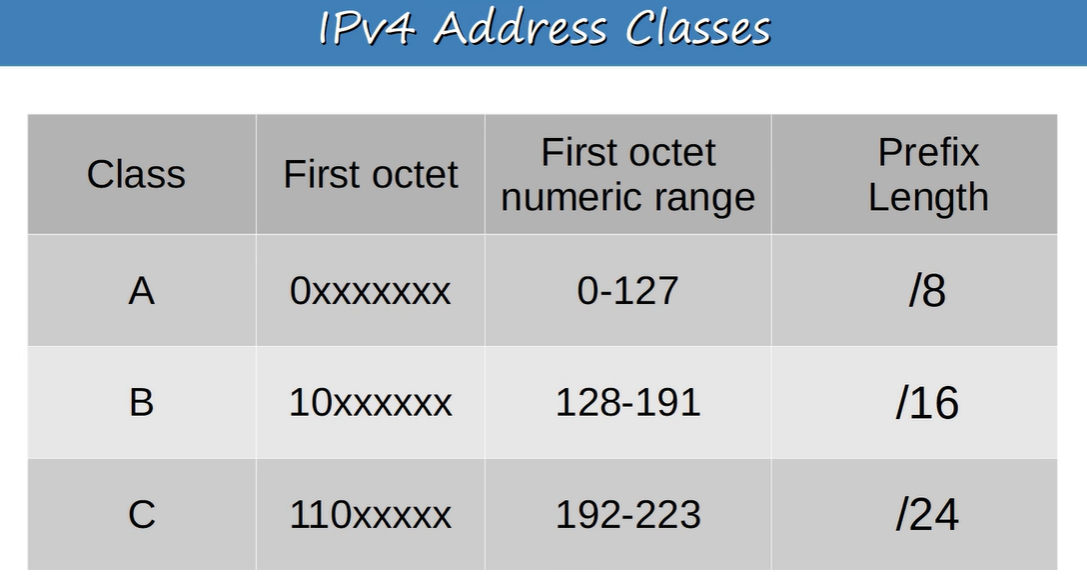 IPv4 Address Classes
Class First octet First octet numeric range Prefix Length
A 0xxxxxxx 0-127 /8
B 10xxxxxx 128-191 /16
C 110xxxxx 192-223 /24